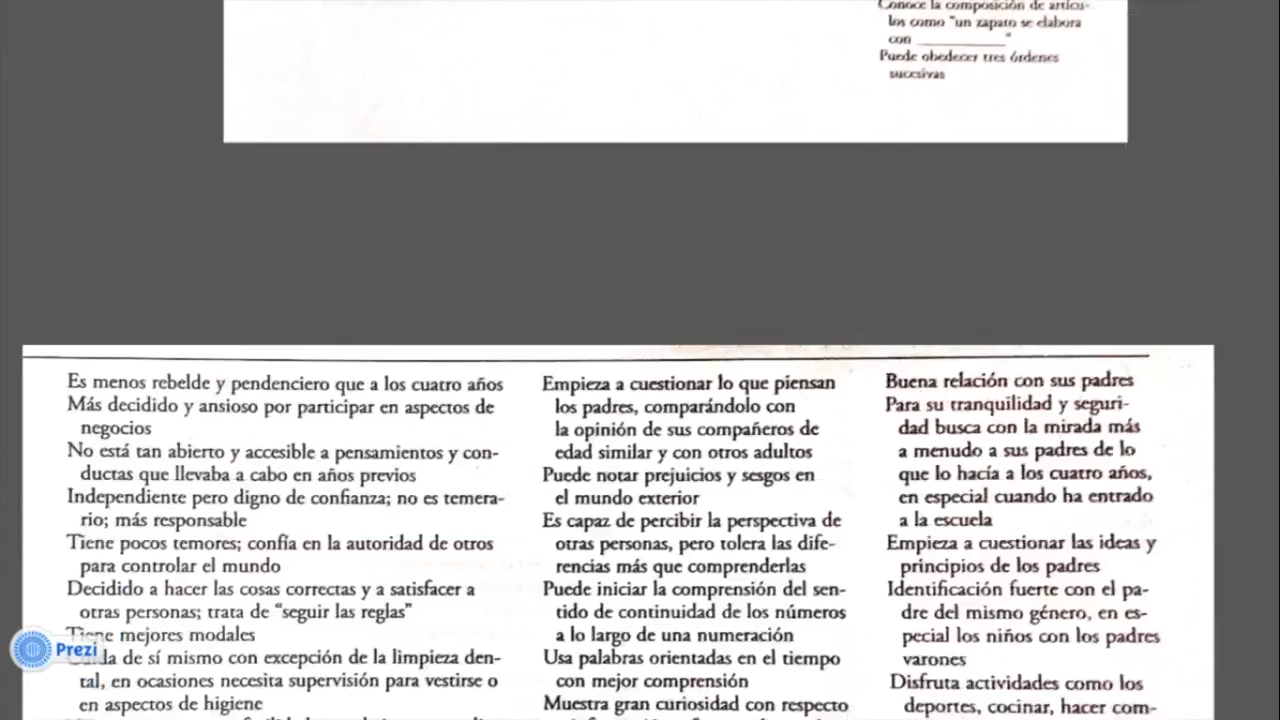 Conoce la composición de artícu-
los como "un zapato se elabora
con __________"
Puede obedecer tres órdenes
sucesivas
Es menos rebelde y pendenciero que a los cuatro años
Más decidido y ansioso por participar en aspectos de
negocios
No está tan abierto y accesible a pensamientos y con-
ductas que llevaba a cabo en años previos
Independiente pero digno de confianza; no es temera-
rio; más responsable
Tiene pocos temores; confía en la autoridad de otros
para controlar el mundo
Decidido a hacer las cosas correctas y a satisfacer a
otras personas; trata de "seguir las reglas"
Tiene mejores modales
de sí mismo con excepción de la limpieza den-
tal, en ocasiones necesita supervisión para vestirse o
en aspectos de higiene
Empieza a cuestionar lo que piensan
los padres, comparándolo con
la opinión de sus compañeros de
edad similar y con otros adultos
Puede notar prejuicios y sesgos en
el mundo exterior
Es capaz de percibir la perspectiva de
otras personas, pero tolera las dife-
rencias más que comprenderlas
Puede iniciar la comprensión del sen-
tido de continuidad de los números
a lo largo de una numeración
Usa palabras orientadas en el tiempo
con mejor comprensión
Muestra gran curiosidad con respecto
Buena relación con sus padres
Para su tranquilidad y seguri-
dad busca con la mirada más
a menudo a sus padres de lo
que lo hacía a los cuatro años,
en especial cuando ha entrado
a la escuela
Empieza a cuestionar las ideas y
principios de los padres
Identificación fuerte con el pa-
dre del mismo género, en es-
pecial los niños con los padres
varones
Disfruta actividades como los
deportes, cocinar, hacer com-
Prezi